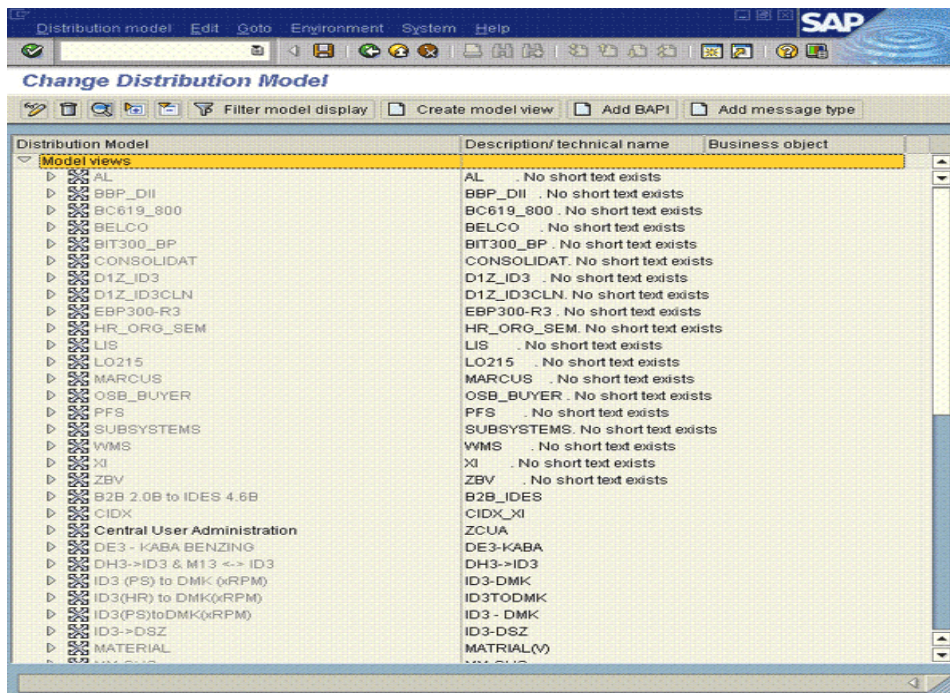 Distribution model Edit Goto Environment System Help
SAP
Change Distribution Model
Filter model display Create model view Add BAPI Add message type
Distribution Model Description/technical name Business object
Model views
AL AL . No short text exists
BBP_DII BBP_DII . No short text exists
BC619_800 BC619_800 . No short text exists
BELCO BELCO . No short text exists
BIT300_BP BIT300_BP . No short text exists
CONSOLIDAT CONSOLIDAT. No short text exists
D1Z_ID3 D1Z_ID3 . No short text exists
D1Z_ID3CLN D1Z_ID3CLN. No short text exists
EBP300-R3 EBP300-R3 . No short text exists
HR_ORG_SEM HR_ORG_SEM. No short text exists
LIS LIS . No short text exists
LO215 LO215 . No short text exists
MARCUS MARCUS . No short text exists
OSB_BUYER OSB_BUYER . No short text exists
PFS PFS . No short text exists
SUBSYSTEMS SUBSYSTEMS. No short text exists
WMS WMS . No short text exists
XI XI . No short text exists
ZBV ZBV . No short text exists
B2B 2.0B to IDES 4.6B B2B_IDES
CIDX CIDX_XI
Central User Administration ZCUA
DE3 - KABA BENZING DE3-KABA
DH3->ID3 & M13 <-> ID3 DH3->ID3
ID3 (PS) to DMK (xRPM) ID3-DMK
ID3(HR) to DMK(xRPM) ID3TODMK
ID3(PS)toDMK(xRPM) ID3 - DMK
ID3->DSZ ID3-DSZ
MATERIAL MATRIAL(V)